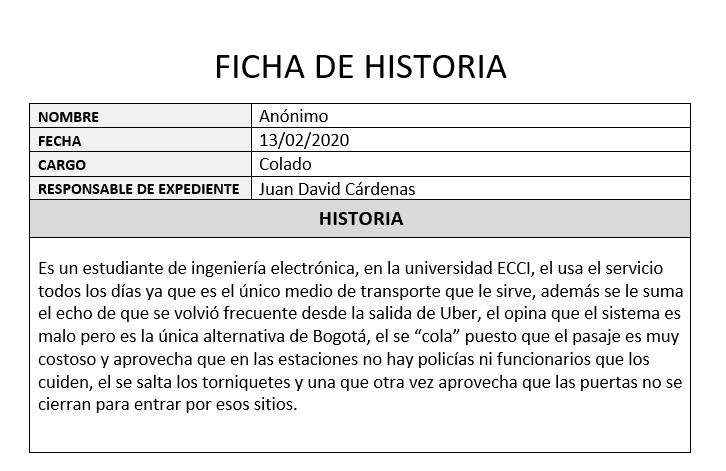 FICHA DE HISTORIA
NOMBRE Anónimo
FECHA 13/02/2020
CARGO Colado
RESPONSABLE DE EXPEDIENTE Juan David Cárdenas
HISTORIA
Es un estudiante de ingeniería electrónica, en la universidad ECCI, el usa el servicio
todos los días ya que es el único medio de transporte que le sirve, además se le suma
el echo de que se volvió frecuente desde la salida de Uber, el opina que el sistema es
malo pero es la única alternativa de Bogotá, el se “cola” puesto que el pasaje es muy
costoso y aprovecha que en las estaciones no hay policías ni funcionarios que los
cuiden, el se salta los torniquetes y una que otra vez aprovecha que las puertas no se
cierran para entrar por esos sitios.